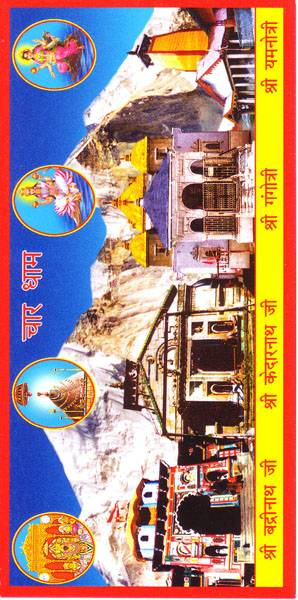 चार धाम
श्री बद्रीनाथ जी
श्री केदारनाथ जी
श्री गंगोत्री
श्री यमनोत्री